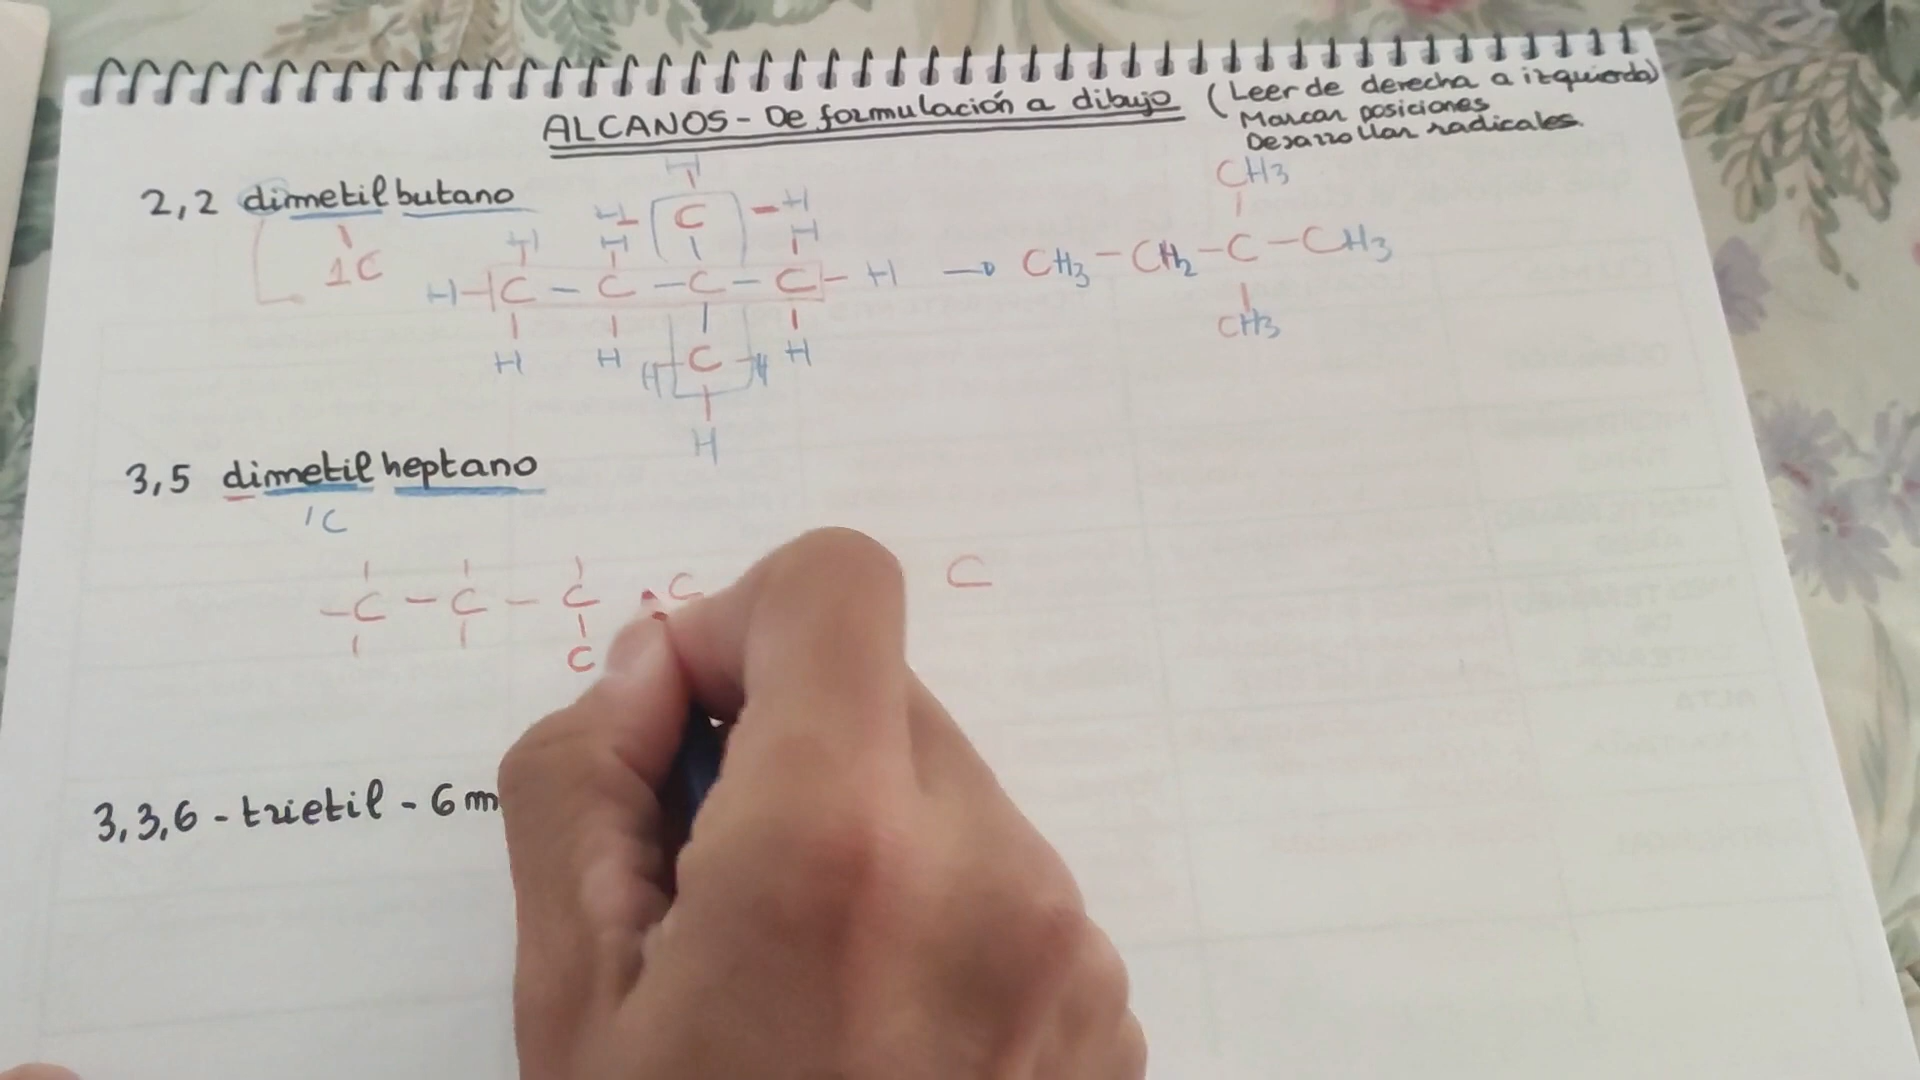 ALCANOS - De formulación a dibujo (Leer de derecha a izquierda)
Marcar posiciones
Desarrollar radicales.
2,2 dimetil butano
1C
H H
H - C - H
H H H
H - C - C - C - C - H → CH3 - CH2 - C - CH3
CH3
CH3
H H H - C - H H
H
3,5 dimetil heptano
1C
- C - C - C - C C
C
3,3,6 - trietil - 6 m